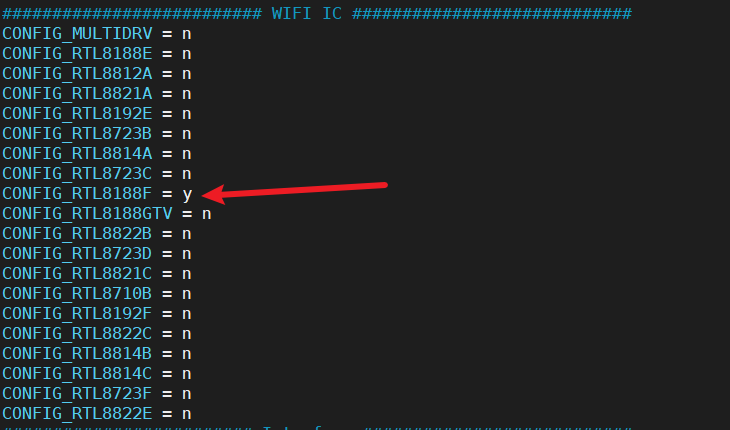 ########################## WIFI IC ############################
CONFIG_MULTIDRV = n
CONFIG_RTL8188E = n
CONFIG_RTL8812A = n
CONFIG_RTL8821A = n
CONFIG_RTL8192E = n
CONFIG_RTL8723B = n
CONFIG_RTL8814A = n
CONFIG_RTL8723C = n
CONFIG_RTL8188F = y
CONFIG_RTL8188GTV = n
CONFIG_RTL8822B = n
CONFIG_RTL8723D = n
CONFIG_RTL8821C = n
CONFIG_RTL8710B = n
CONFIG_RTL8192F = n
CONFIG_RTL8822C = n
CONFIG_RTL8814B = n
CONFIG_RTL8814C = n
CONFIG_RTL8723F = n
CONFIG_RTL8822E = n